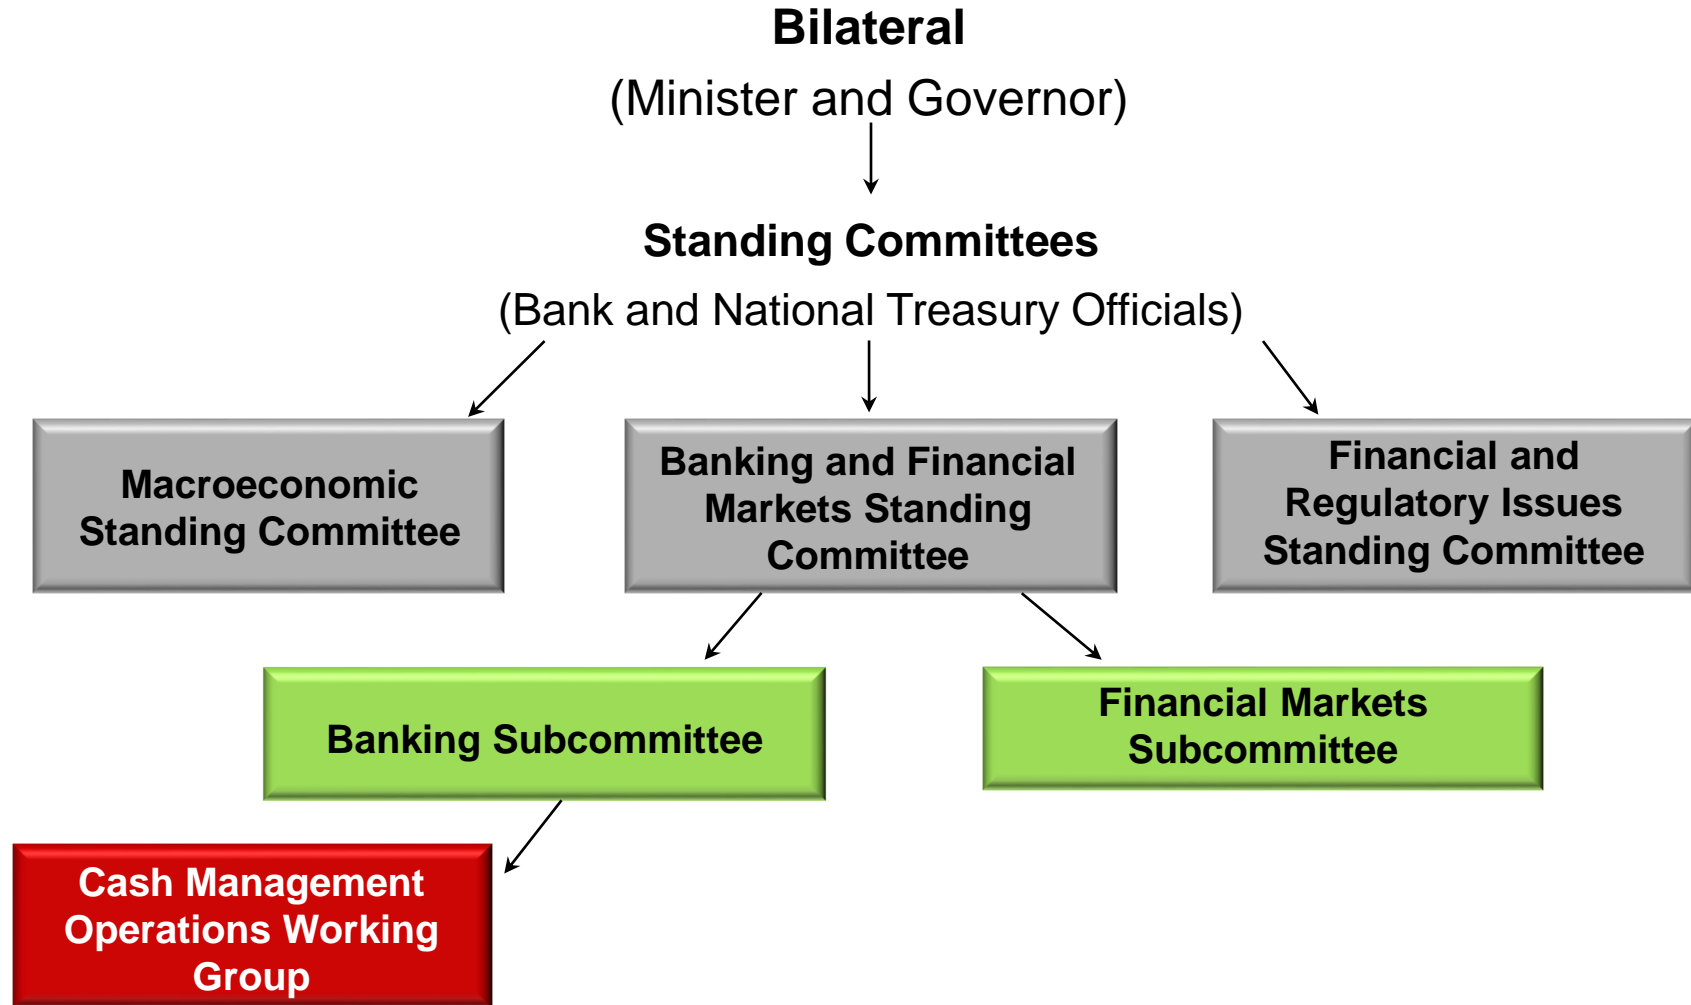 Bilateral
(Minister and Governor)
Standing Committees
(Bank and National Treasury Officials)
Macroeconomic
Standing Committee
Banking and Financial
Markets Standing
Committee
Financial and
Regulatory Issues
Standing Committee
Banking Subcommittee
Financial Markets
Subcommittee
Cash Management
Operations Working
Group